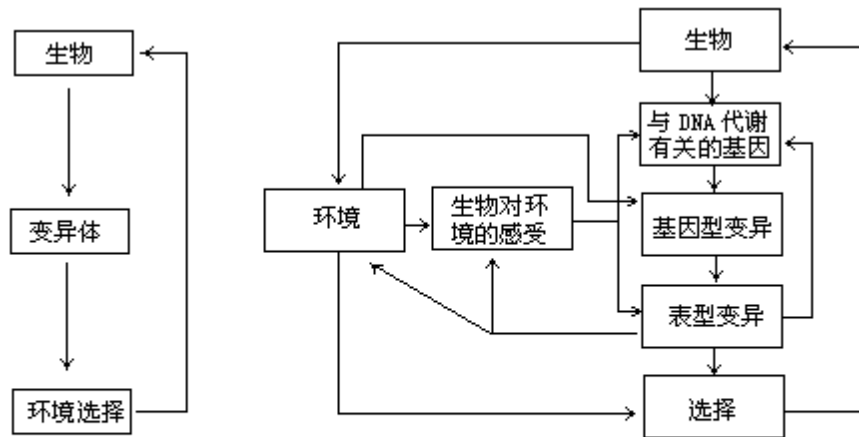 生物
变异体
环境选择
生物
与 DNA 代谢
有关的基因
环境
生物对环
境的感受
基因型变异
表型变异
选择